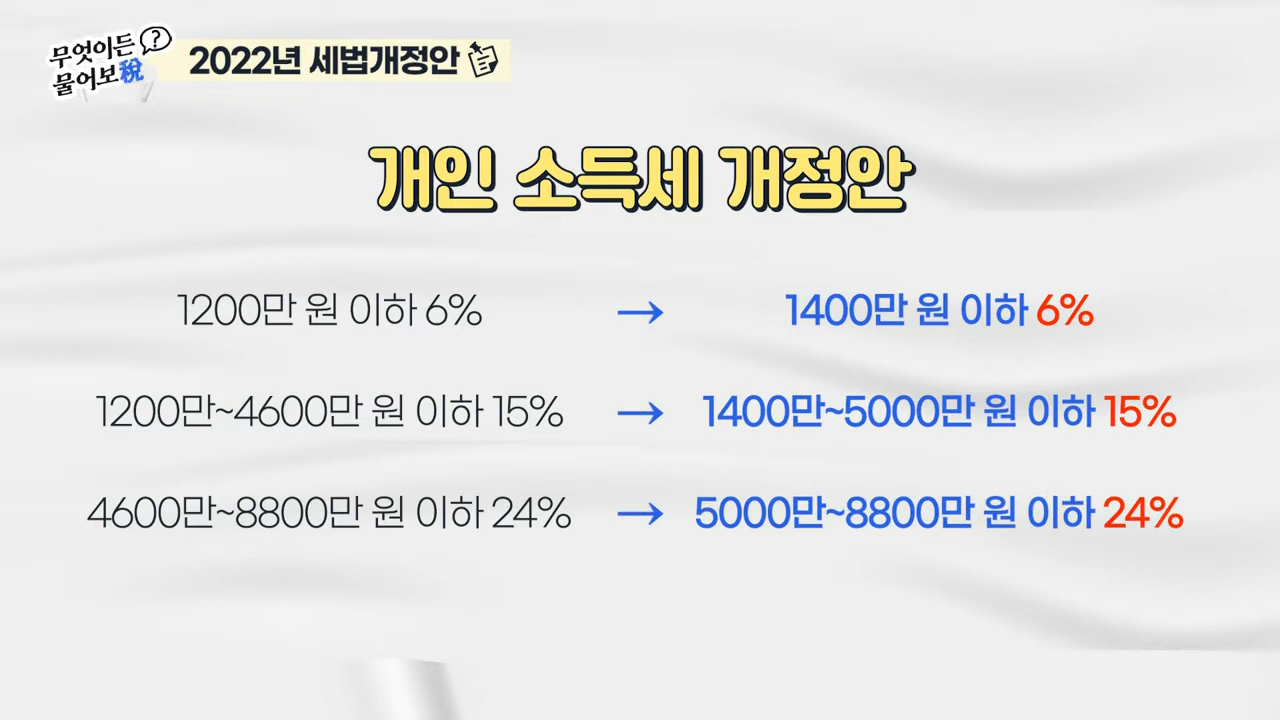 무엇이든?
물어보稅
2022년 세법개정안
개인 소득세 개정안
1200만 원 이하 6% → 1400만 원 이하 6%
1200만~4600만 원 이하 15% → 1400만~5000만 원 이하 15%
4600만~8800만 원 이하 24% → 5000만~8800만 원 이하 24%